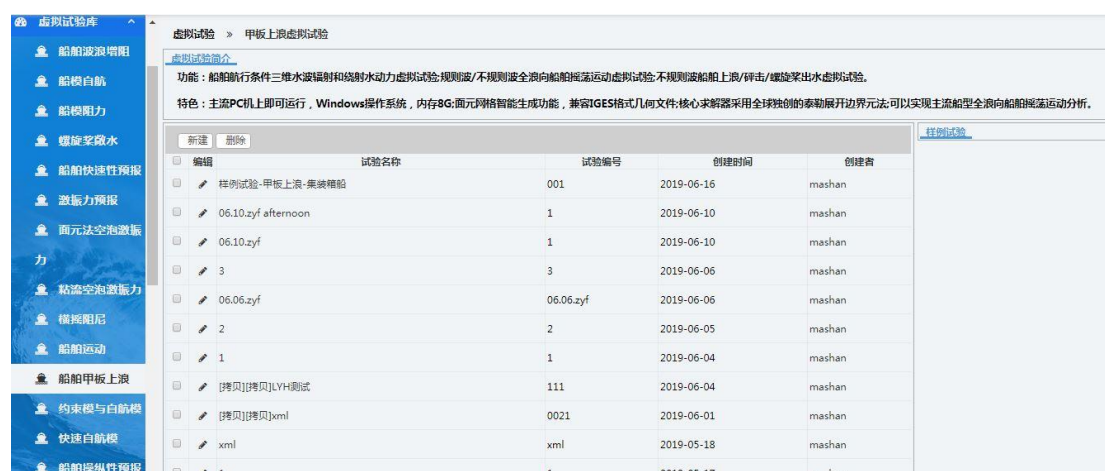 虚拟试验库
船舶波浪增阻
船模自航
船模阻力
螺旋桨敞水
船舶快速性预报
激振力预报
面元法空泡激振
力
粘流空泡激振力
横摇阻尼
船舶运动
船舶甲板上浪
约束模与自航模
快速自航模
船舶操纵性预报
虚拟试验 » 甲板上浪虚拟试验
虚拟试验简介
功能：船舶航行条件三维水波辐射和绕射水动力虚拟试验;规则波/不规则波全浪向船舶摇荡运动虚拟试验;不规则波船舶上浪/砰击/螺旋桨出水虚拟试验。
特色：主流PC机上即可运行，Windows操作系统，内存8G;面元网格智能生成功能，兼容IGES格式几何文件;核心求解器采用全球独创的泰勒展开边界元法;可以实现主流船型全浪向船舶摇荡运动分析。
新建 删除
编辑 试验名称 试验编号 创建时间 创建者
样例试验-甲板上浪-集装箱船 001 2019-06-16 mashan
06.10.zyf afternoon 1 2019-06-10 mashan
06.10.zyf 1 2019-06-10 mashan
3 3 2019-06-06 mashan
06.06.zyf 06.06.zyf 2019-06-06 mashan
2 2 2019-06-05 mashan
1 1 2019-06-04 mashan
[拷贝][拷贝]LYH测试 111 2019-06-04 mashan
[拷贝][拷贝]xml 0021 2019-06-01 mashan
xml xml 2019-05-18 mashan
样例试验